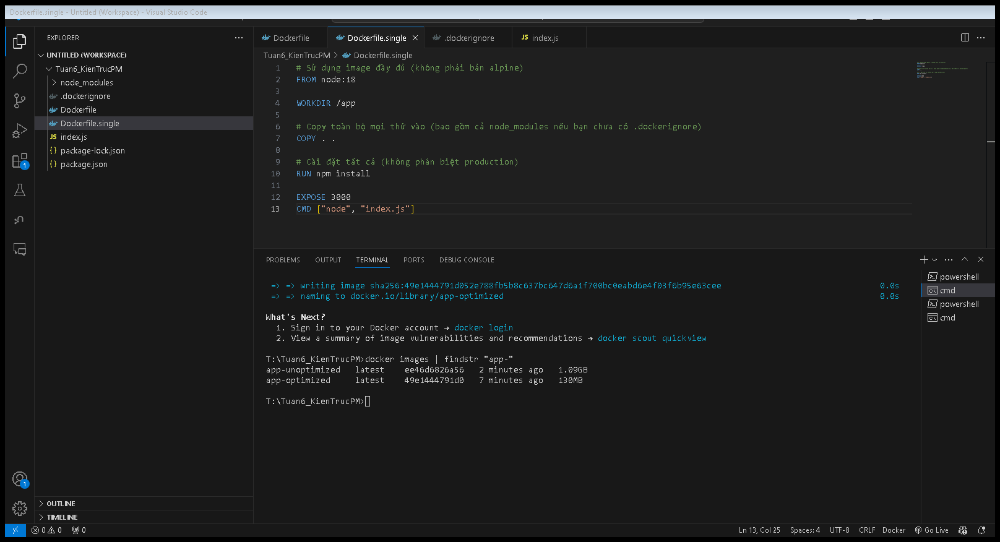 Dockerfile.single - Untitled (Workspace) - Visual Studio Code
EXPLORER
UNTITLED (WORKSPACE)
Tuan6_KienTrucPM
node_modules
.dockerignore
Dockerfile
Dockerfile.single
index.js
package-lock.json
package.json
OUTLINE
TIMELINE
Dockerfile
Dockerfile.single
.dockerignore
JS index.js
Tuan6_KienTrucPM > Dockerfile.single
1 # Sử dụng image đầy đủ (không phải bản alpine)
2 FROM node:18
3
4 WORKDIR /app
5
6 # Copy toàn bộ mọi thứ vào (bao gồm cả node_modules nếu bạn chưa có .dockerignore)
7 COPY . .
8
9 # Cài đặt tất cả (không phân biệt production)
10 RUN npm install
11
12 EXPOSE 3000
13 CMD ["node", "index.js"]
PROBLEMS OUTPUT TERMINAL PORTS DEBUG CONSOLE
=> => writing image sha256:49e1444791d052e788fb5b8c637bc647d6a1f700bc0eabd6e4f03f6b95e63cee 0.0s
=> => naming to docker.io/library/app-optimized 0.0s
What's Next?
1. Sign in to your Docker account → docker login
2. View a summary of image vulnerabilities and recommendations → docker scout quickview
T:\Tuan6_KienTrucPM>docker images | findstr "app-"
app-unoptimized latest ee46d6826a56 2 minutes ago 1.09GB
app-optimized latest 49e1444791d0 7 minutes ago 130MB
T:\Tuan6_KienTrucPM>
powershell
cmd
powershell
cmd
0 0 0
Ln 13, Col 25 Spaces: 4 UTF-8 CRLF Docker Go Live